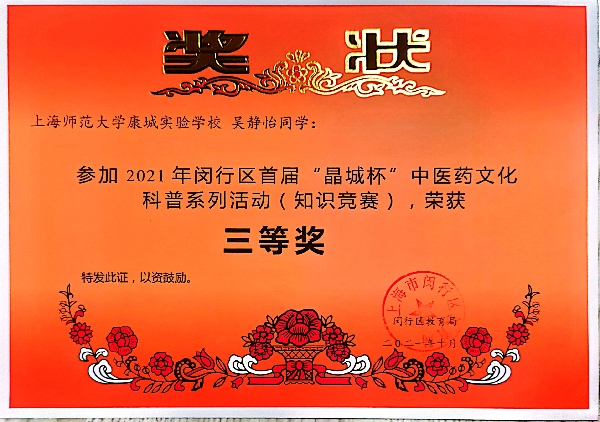 奖状
上海师范大学康城实验学校 吴静怡同学：
参加 2021 年闵行区首届“晶城杯”中医药文化
科普系列活动（知识竞赛），荣获
三等奖
特发此证，以资鼓励。
上海市闵行区
闵行区教育局
二〇二一年十月